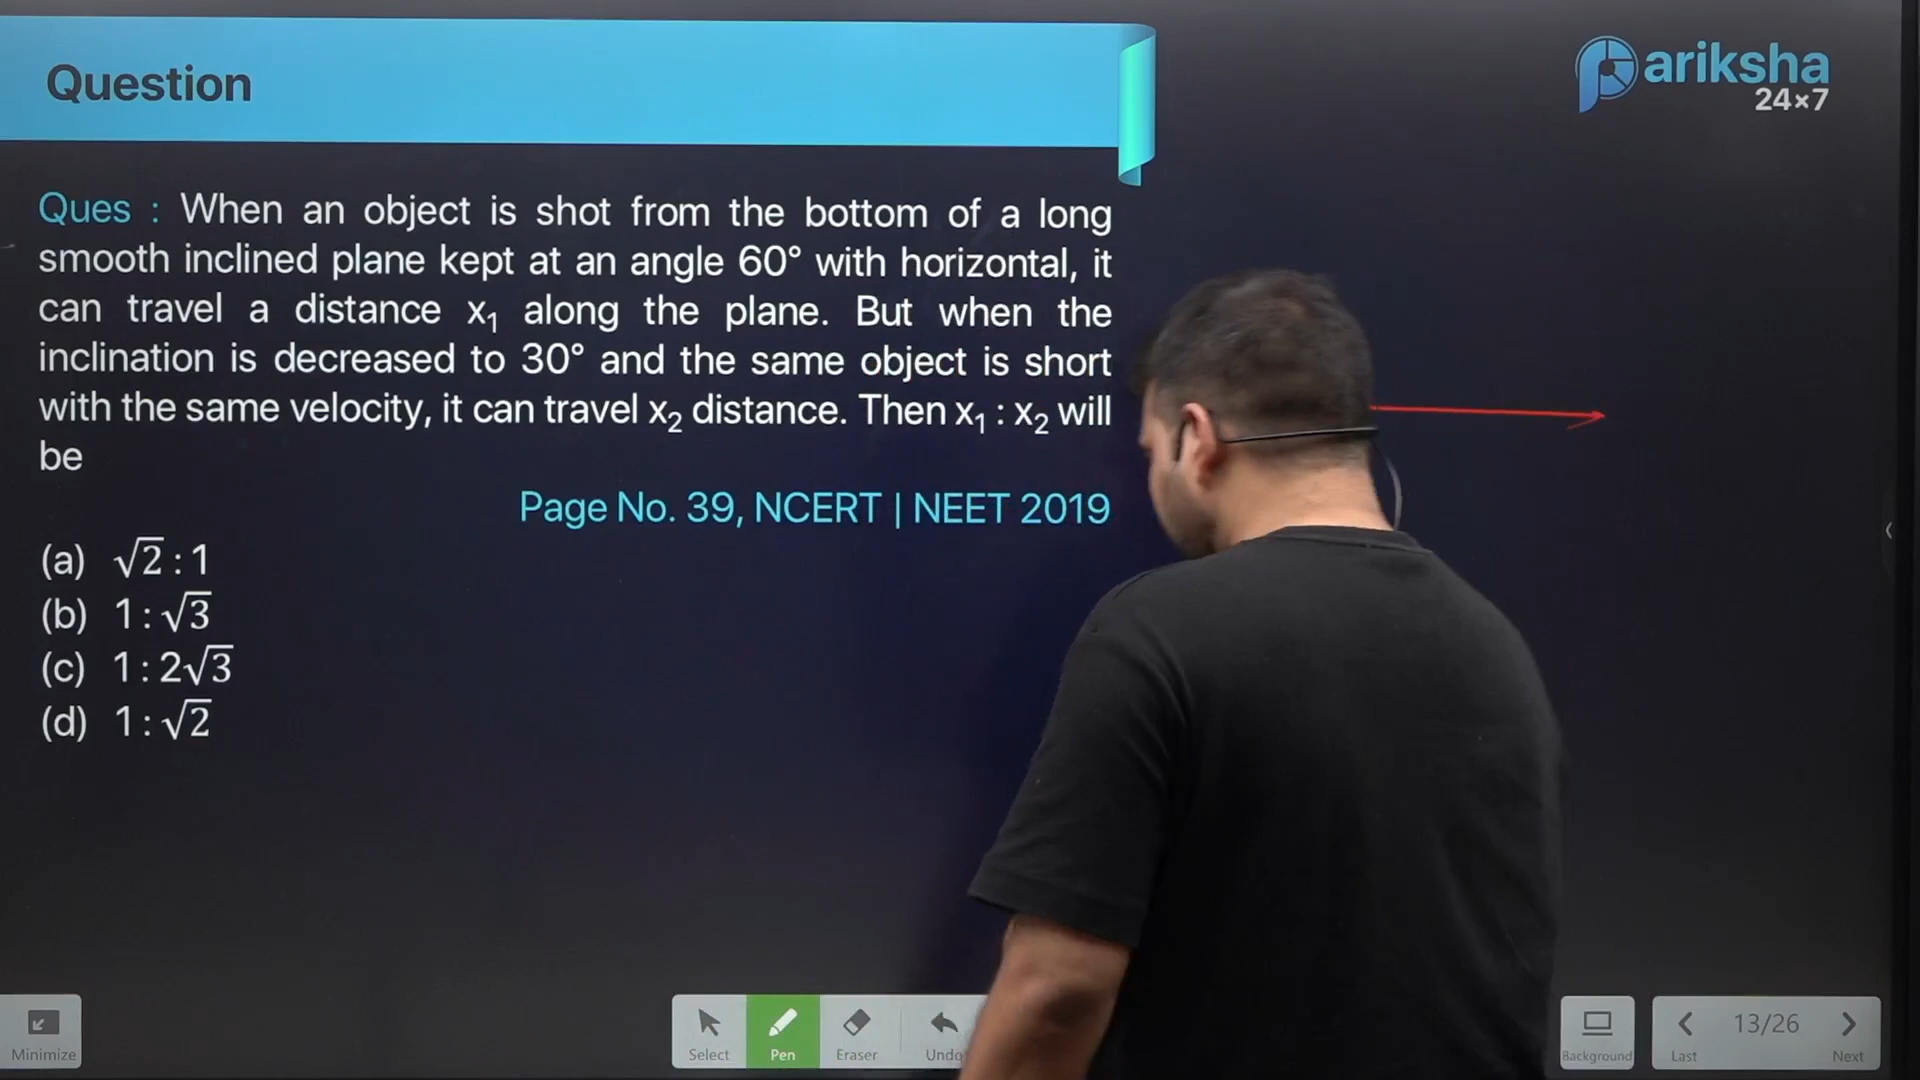 Question
Pariksha
24×7
Ques : When an object is shot from the bottom of a long
smooth inclined plane kept at an angle 60° with horizontal, it
can travel a distance x₁ along the plane. But when the
inclination is decreased to 30° and the same object is short
with the same velocity, it can travel x₂ distance. Then x₁ : x₂ will
be
Page No. 39, NCERT | NEET 2019
(a) √2 : 1
(b) 1 : √3
(c) 1 : 2√3
(d) 1 : √2
Minimize
Select Pen Eraser Undo
Background
Last 13/26 Next